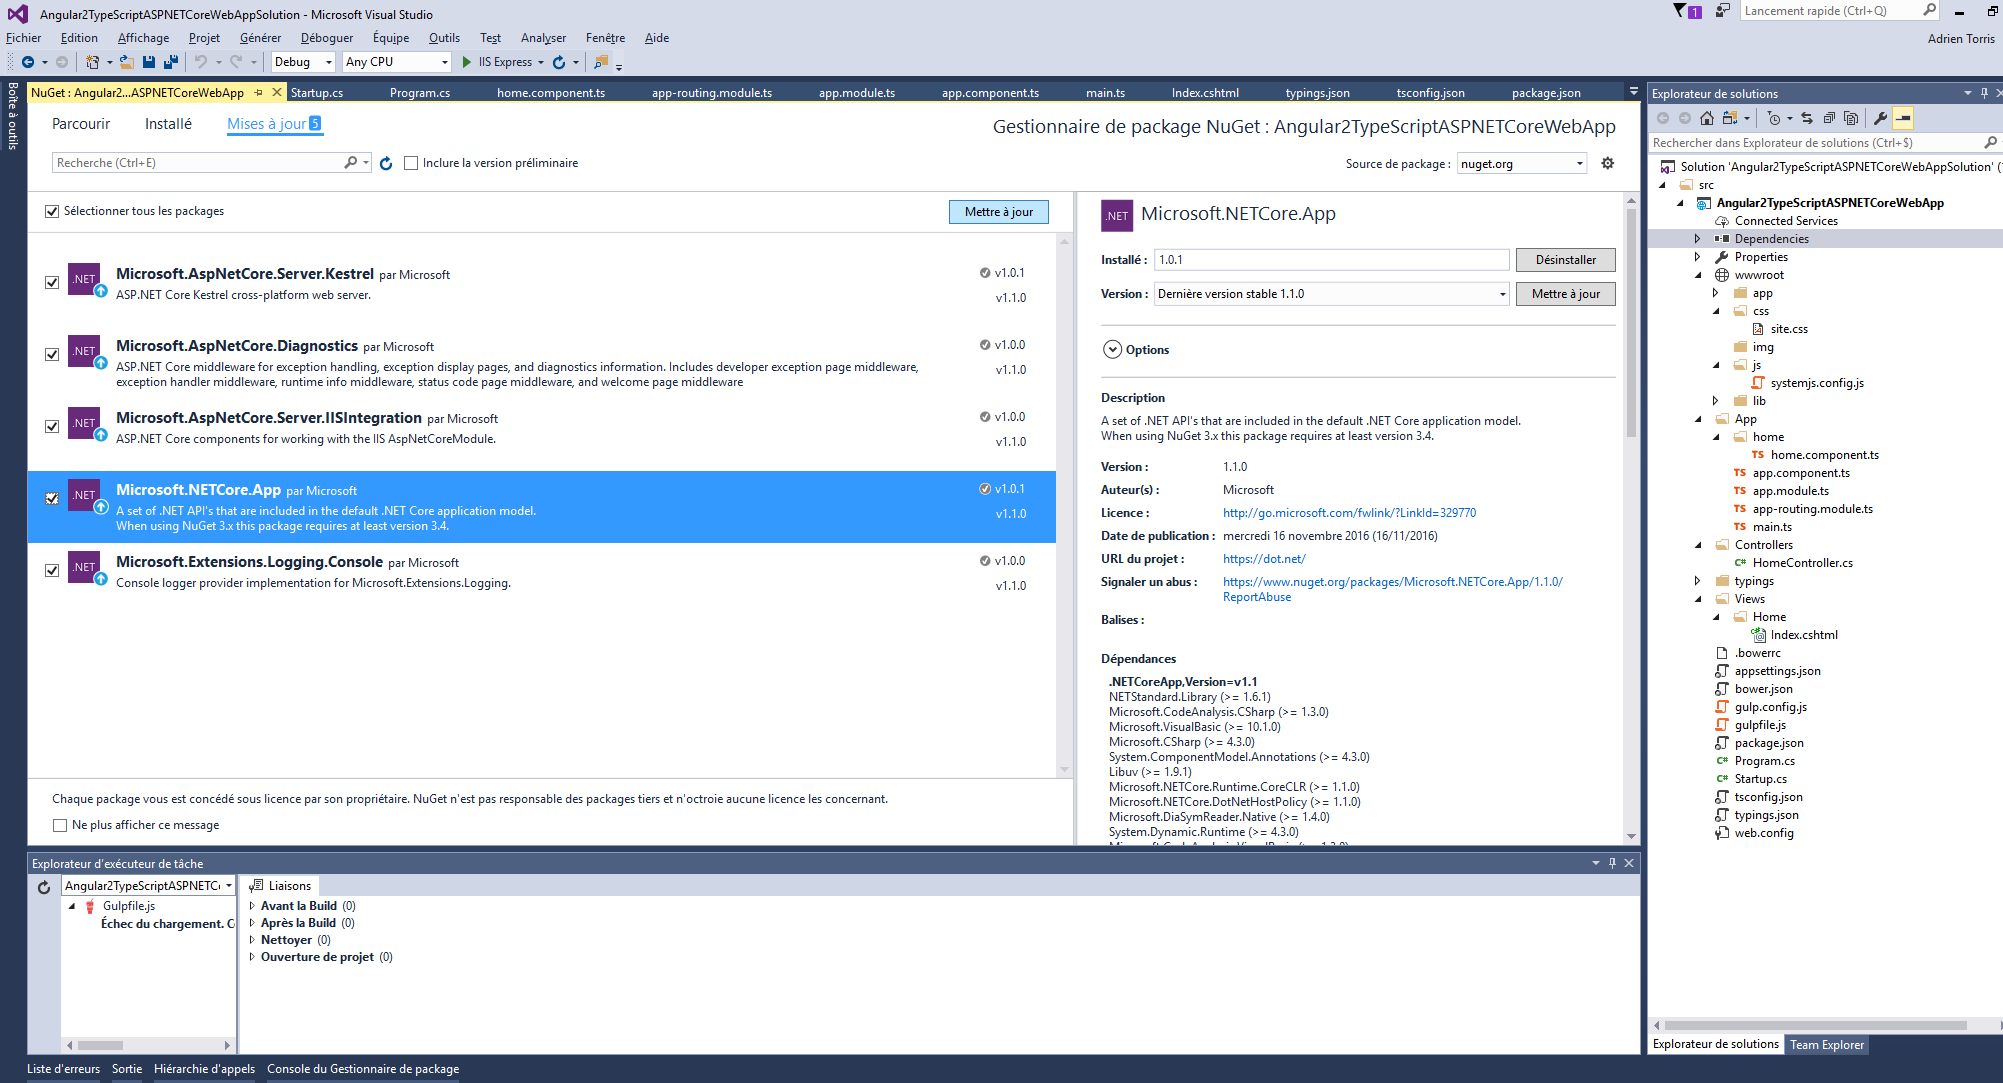 Angular2TypeScriptASPNETCoreWebAppSolution - Microsoft Visual Studio
1
Lancement rapide (Ctrl+Q)
Fichier Edition Affichage Projet Générer Déboguer Équipe Outils Test Analyser Fenêtre Aide
Adrien Torris
Debug Any CPU IIS Express
Boîte à outils
NuGet : Angular2...ASPNETCoreWebApp Startup.cs Program.cs home.component.ts app-routing.module.ts app.module.ts app.component.ts main.ts Index.cshtml typings.json tsconfig.json package.json
Parcourir Installé Mises à jour 5
Gestionnaire de package NuGet : Angular2TypeScriptASPNETCoreWebApp
Recherche (Ctrl+E)
Inclure la version préliminaire
Source de package : nuget.org
Sélectionner tous les packages
Mettre à jour
.NET
Microsoft.AspNetCore.Server.Kestrel par Microsoft
v1.0.1
ASP.NET Core Kestrel cross-platform web server.
v1.1.0
.NET
Microsoft.AspNetCore.Diagnostics par Microsoft
v1.0.0
ASP.NET Core middleware for exception handling, exception display pages, and diagnostics information. Includes developer exception page middleware,
exception handler middleware, runtime info middleware, status code page middleware, and welcome page middleware
v1.1.0
.NET
Microsoft.AspNetCore.Server.IISIntegration par Microsoft
v1.0.0
ASP.NET Core components for working with the IIS AspNetCoreModule.
v1.1.0
.NET
Microsoft.NETCore.App par Microsoft
v1.0.1
A set of .NET API's that are included in the default .NET Core application model.
When using NuGet 3.x this package requires at least version 3.4.
v1.1.0
.NET
Microsoft.Extensions.Logging.Console par Microsoft
v1.0.0
Console logger provider implementation for Microsoft.Extensions.Logging.
v1.1.0
Chaque package vous est concédé sous licence par son propriétaire. NuGet n'est pas responsable des packages tiers et n'octroie aucune licence les concernant.
Ne plus afficher ce message
.NET
Microsoft.NETCore.App
Installé : 1.0.1 Désinstaller
Version : Dernière version stable 1.1.0 Mettre à jour
Options
Description
A set of .NET API's that are included in the default .NET Core application model.
When using NuGet 3.x this package requires at least version 3.4.
Version : 1.1.0
Auteur(s) : Microsoft
Licence : http://go.microsoft.com/fwlink/?LinkId=329770
Date de publication : mercredi 16 novembre 2016 (16/11/2016)
URL du projet : https://dot.net/
Signaler un abus : https://www.nuget.org/packages/Microsoft.NETCore.App/1.1.0/
ReportAbuse
Balises :
Dépendances
.NETCoreApp,Version=v1.1
NETStandard.Library (>= 1.6.1)
Microsoft.CodeAnalysis.CSharp (>= 1.3.0)
Microsoft.VisualBasic (>= 10.1.0)
Microsoft.CSharp (>= 4.3.0)
System.ComponentModel.Annotations (>= 4.3.0)
Libuv (>= 1.9.1)
Microsoft.NETCore.Runtime.CoreCLR (>= 1.1.0)
Microsoft.NETCore.DotNetHostPolicy (>= 1.1.0)
Microsoft.DiaSymReader.Native (>= 1.4.0)
System.Dynamic.Runtime (>= 4.3.0)
Explorateur de solutions
Rechercher dans Explorateur de solutions (Ctrl+$)
Solution 'Angular2TypeScriptASPNETCoreWebAppSolution' (
src
Angular2TypeScriptASPNETCoreWebApp
Connected Services
Dependencies
Properties
wwwroot
app
css
site.css
img
js
systemjs.config.js
lib
App
home
TS home.component.ts
TS app.component.ts
TS app.module.ts
TS app-routing.module.ts
TS main.ts
Controllers
C# HomeController.cs
typings
Views
Home
Index.cshtml
.bowerrc
appsettings.json
bower.json
gulp.config.js
gulpfile.js
package.json
C# Program.cs
C# Startup.cs
tsconfig.json
typings.json
web.config
Explorateur de solutions Team Explorer
Explorateur d'exécuteur de tâche
Angular2TypeScriptASPNETC
Gulpfile.js
Échec du chargement. C
Liaisons
Avant la Build (0)
Après la Build (0)
Nettoyer (0)
Ouverture de projet (0)
Liste d'erreurs Sortie Hiérarchie d'appels Console du Gestionnaire de package